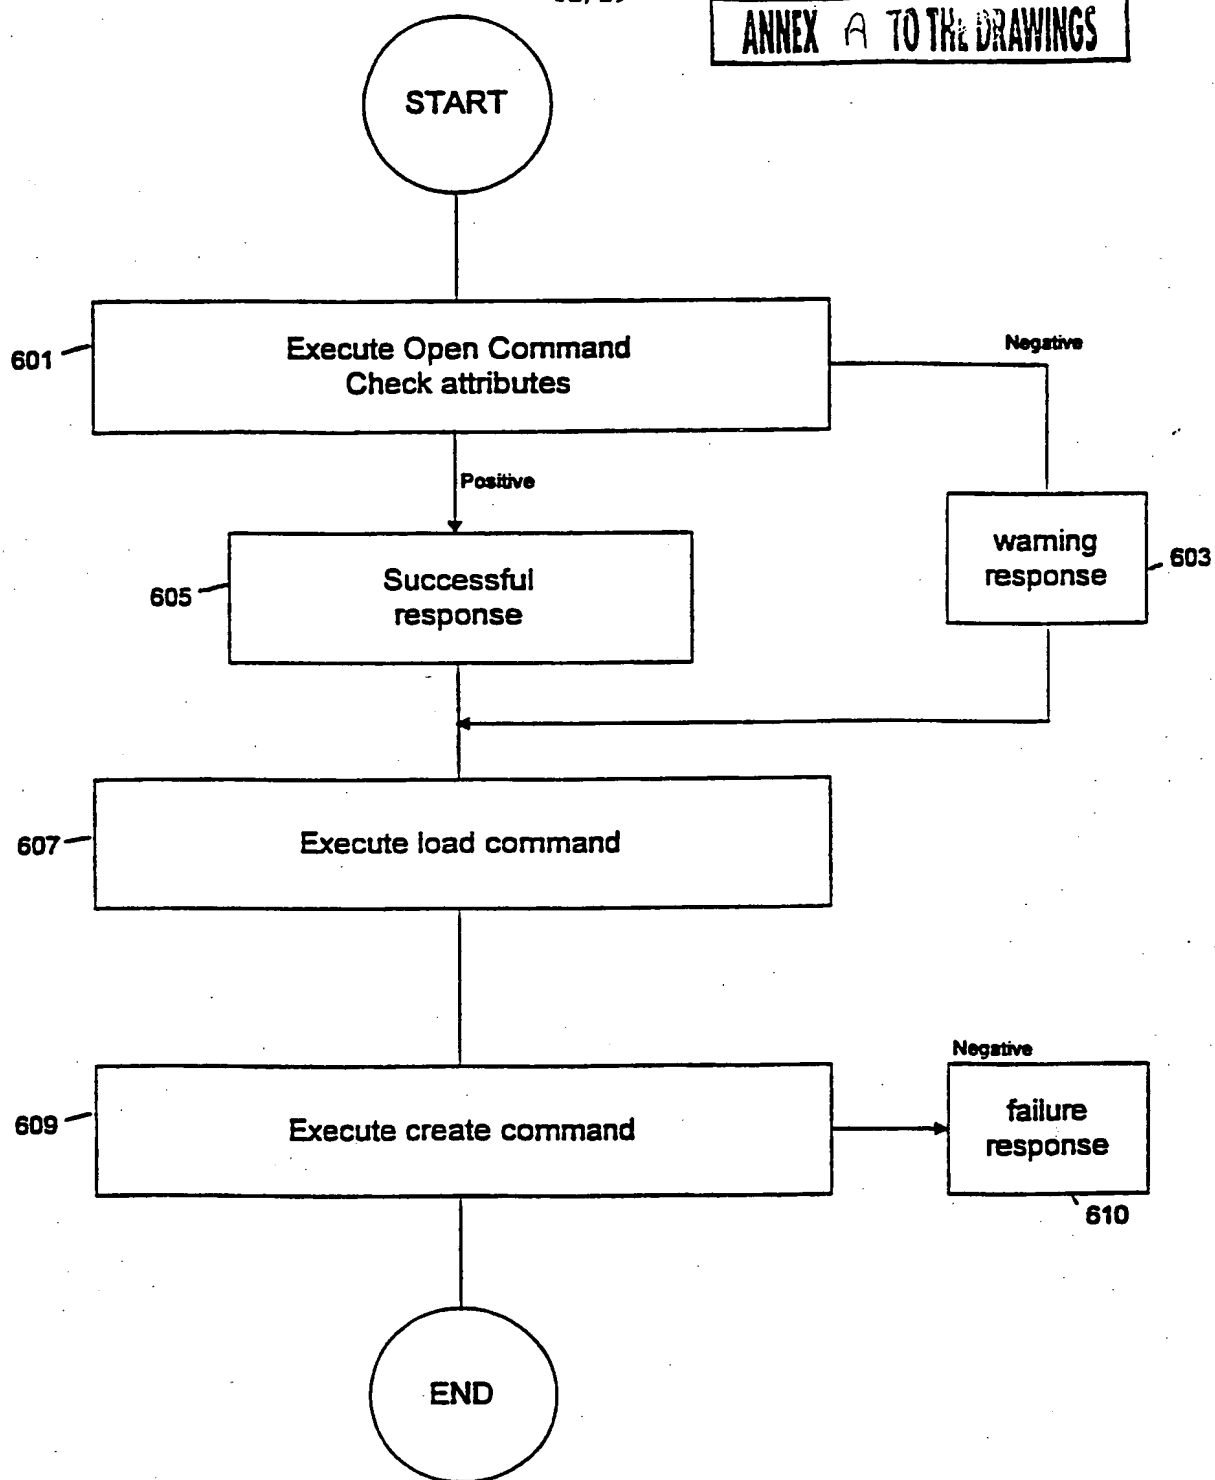 ANNEX A TO THE DRAWINGS
START
601
Execute Open Command
Check attributes
Negative
Positive
605
Successful
response
warning
response
603
607
Execute load command
609
Execute create command
Negative
failure
response
610
END